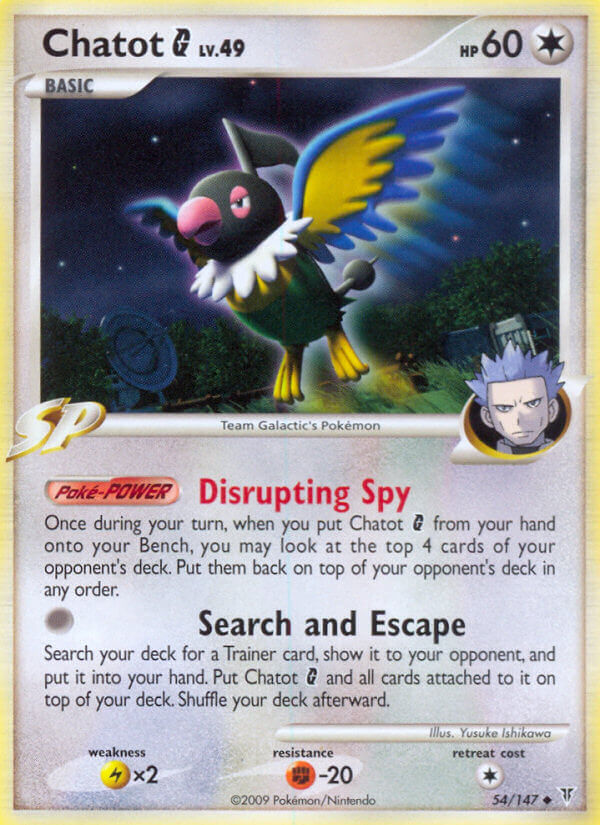 Chatot G LV.49 HP 60
BASIC
SP
Team Galactic's Pokémon
Poké-POWER Disrupting Spy
Once during your turn, when you put Chatot G from your hand
onto your Bench, you may look at the top 4 cards of your
opponent's deck. Put them back on top of your opponent's deck in
any order.
Search and Escape
Search your deck for a Trainer card, show it to your opponent, and
put it into your hand. Put Chatot G and all cards attached to it on
top of your deck. Shuffle your deck afterward.
Illus. Yusuke Ishikawa
weakness resistance retreat cost
×2 -20
©2009 Pokémon/Nintendo 54/147